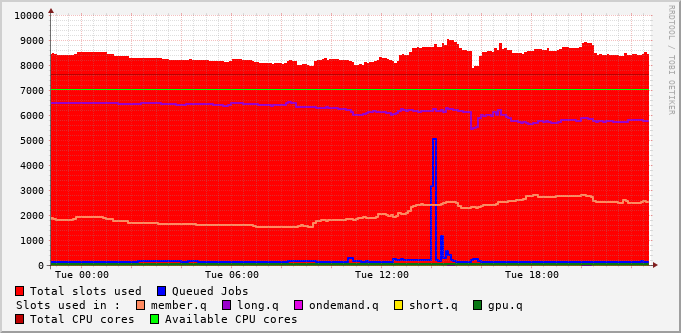 RRDTOOL / TOBI OETIKER
10000
9000
8000
7000
6000
5000
4000
3000
2000
1000
0
Tue 00:00 Tue 06:00 Tue 12:00 Tue 18:00
Total slots used Queued Jobs
Slots used in : member.q long.q ondemand.q short.q gpu.q
Total CPU cores Available CPU cores